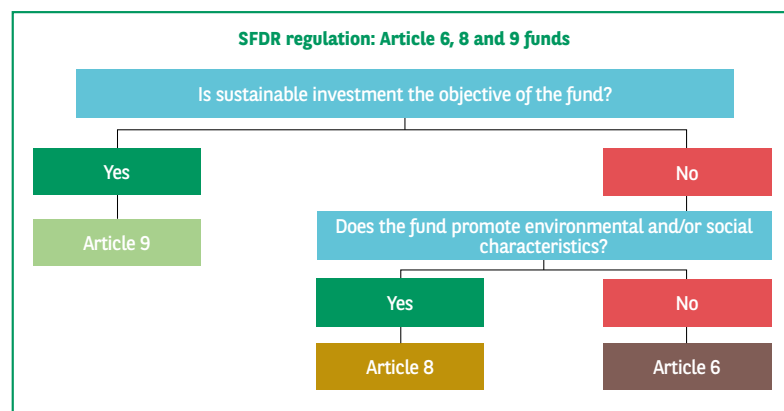 SFDR regulation: Article 6, 8 and 9 funds
Is sustainable investment the objective of the fund?
Yes
No
Article 9
Does the fund promote environmental and/or social
characteristics?
Yes
No
Article 8
Article 6